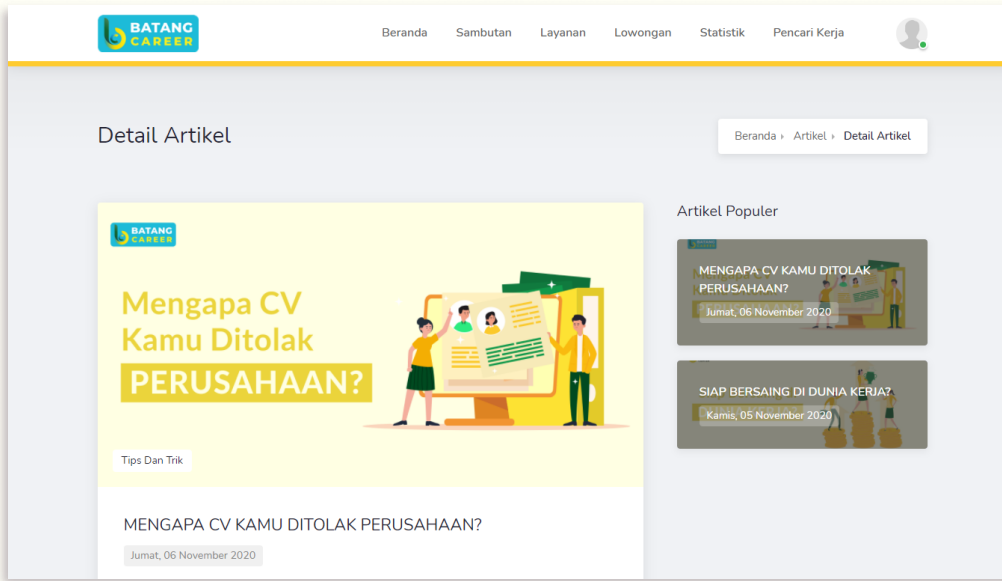 BATANG
CAREER
Beranda Sambutan Layanan Lowongan Statistik Pencari Kerja
Detail Artikel
Beranda Artikel Detail Artikel
BATANG
CAREER
Mengapa CV
Kamu Ditolak
PERUSAHAAN?
Tips Dan Trik
MENGAPA CV KAMU DITOLAK PERUSAHAAN?
Jumat, 06 November 2020
Artikel Populer
MENGAPA CV KAMU DITOLAK
PERUSAHAAN?
Jumat, 06 November 2020
SIAP BERSAING DI DUNIA KERJA?
Kamis, 05 November 2020